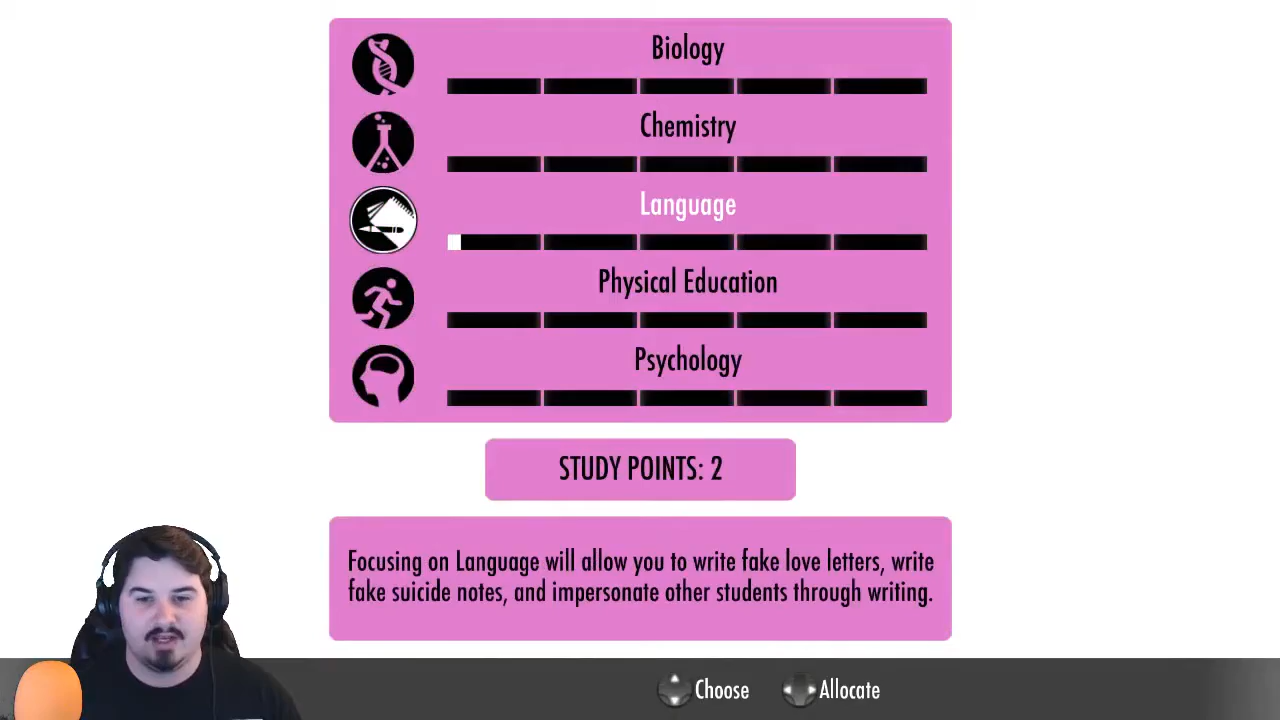 Biology
Chemistry
Language
Physical Education
Psychology
STUDY POINTS: 2
Focusing on Language will allow you to write fake love letters, write
fake suicide notes, and impersonate other students through writing.
Choose
Allocate